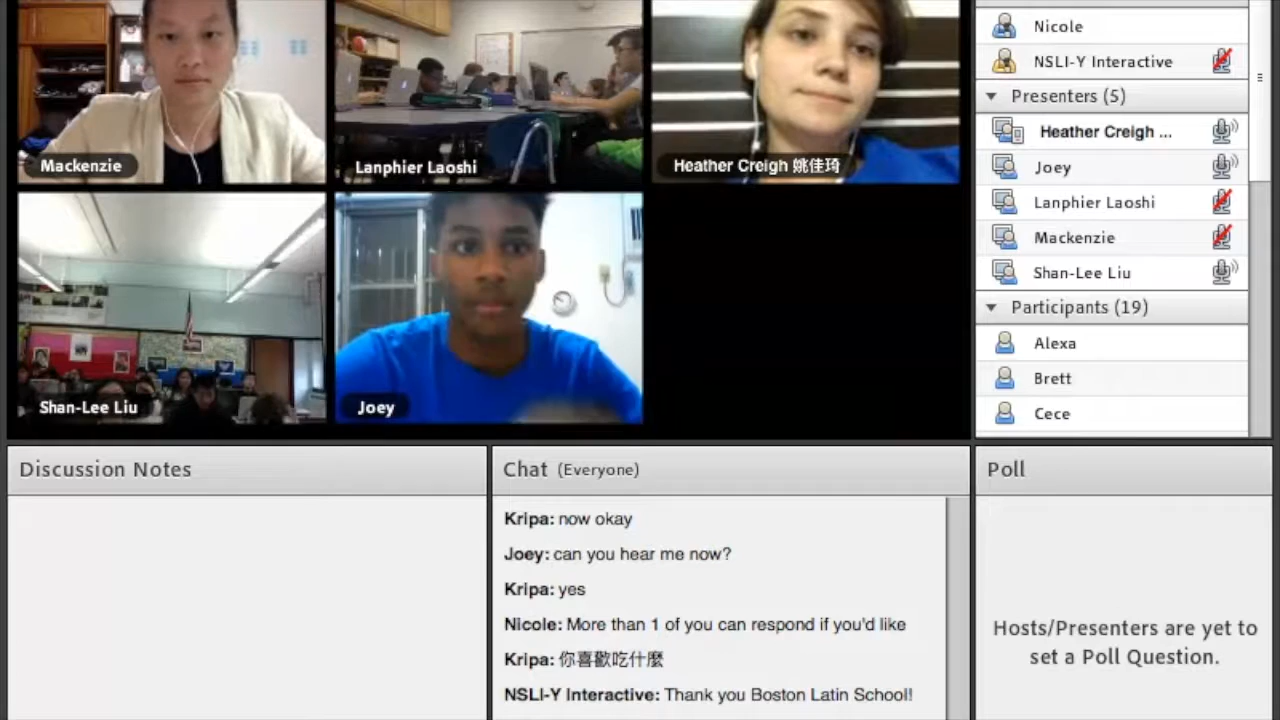 Mackenzie
Lanphier Laoshi
Heather Creigh 姚佳琦
Shan-Lee Liu
Joey
Nicole
NSLI-Y Interactive
Presenters (5)
Heather Creigh ...
Joey
Lanphier Laoshi
Mackenzie
Shan-Lee Liu
Participants (19)
Alexa
Brett
Cece
Discussion Notes
Chat (Everyone)
Kripa: now okay
Joey: can you hear me now?
Kripa: yes
Nicole: More than 1 of you can respond if you'd like
Kripa: 你喜歡吃什麼
NSLI-Y Interactive: Thank you Boston Latin School!
Poll
Hosts/Presenters are yet to
set a Poll Question.